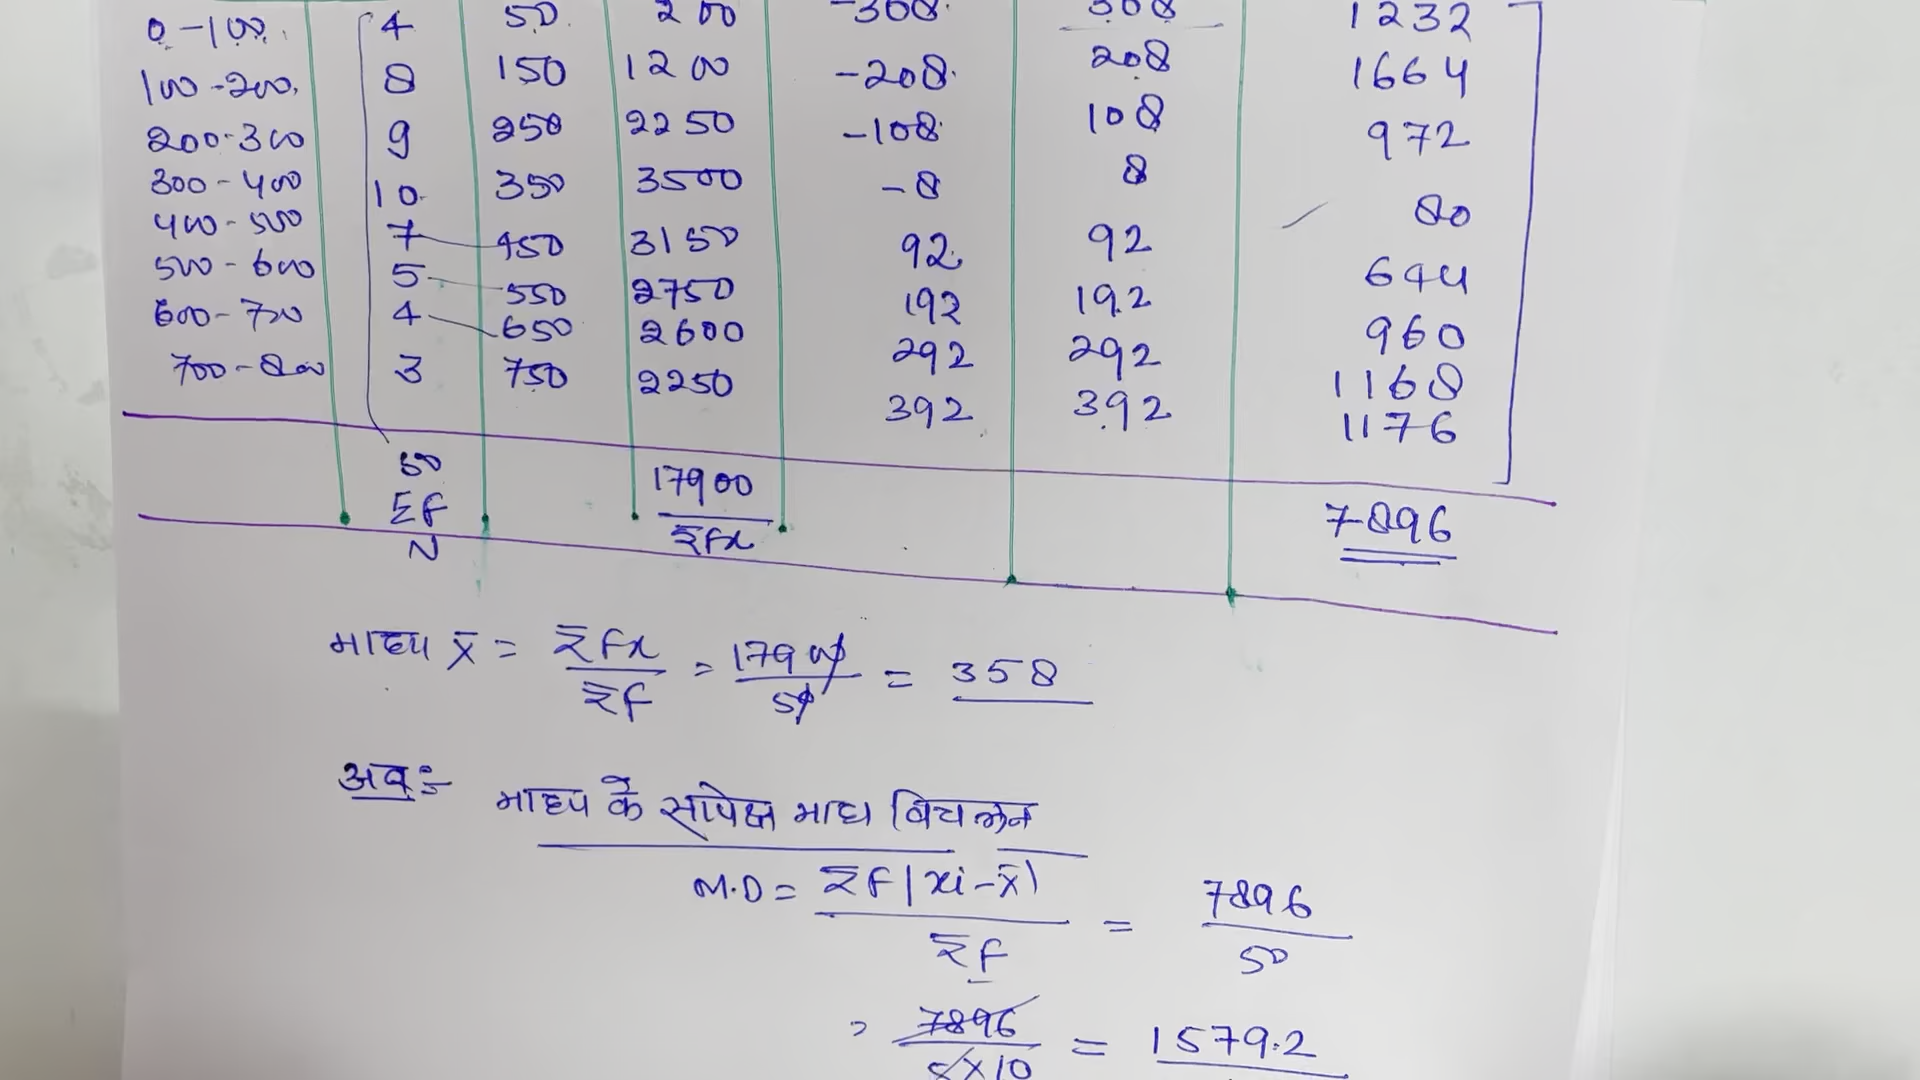 0-100 4 50 200 -308 308 1232
100-200 8 150 1200 -208 208 1664
200-300 9 250 2250 -108 108 972
300-400 10 350 3500 -8 8 80
400-500 7 450 3150 92 92 644
500-600 5 550 2750 192 192 960
600-700 4 650 2600 292 292 1168
700-800 3 750 2250 392 392 1176
50 17900 7896
Σf Σfx
N
माध्य x̄ = Σfx / Σf = 17900 / 50 = 358
अब :-
माध्य के सापेक्ष माध्य विचलन
M.D = Σf|xi-x̄| / Σf = 7896 / 50
= 7896 / 5×10 = 1579.2